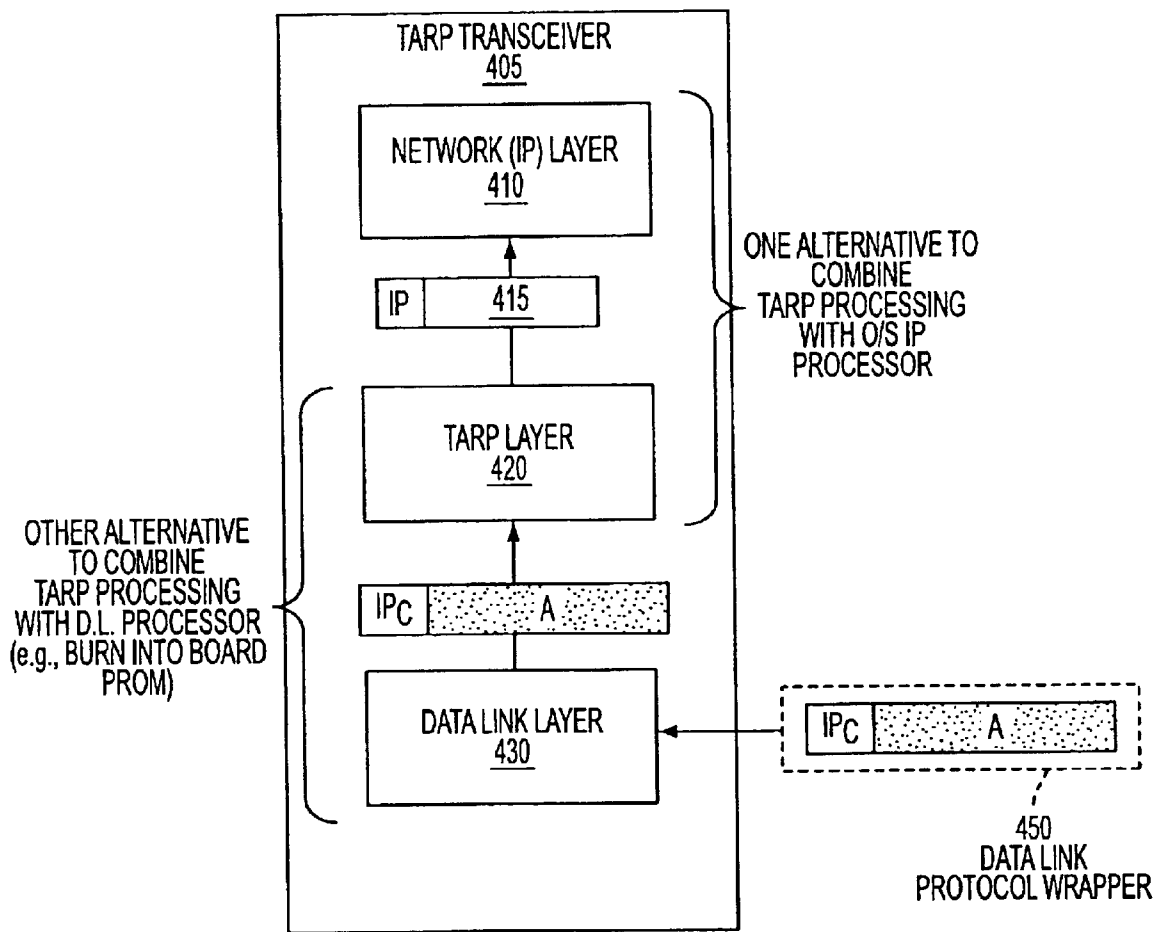 TARP TRANSCEIVER
405
NETWORK (IP) LAYER
410
IP 415
ONE ALTERNATIVE TO
COMBINE
TARP PROCESSING
WITH O/S IP
PROCESSOR
TARP LAYER
420
OTHER ALTERNATIVE
TO COMBINE
TARP PROCESSING
WITH D.L. PROCESSOR
(e.g., BURN INTO BOARD
PROM)
IPC A
DATA LINK LAYER
430
IPC A
450
DATA LINK
PROTOCOL WRAPPER